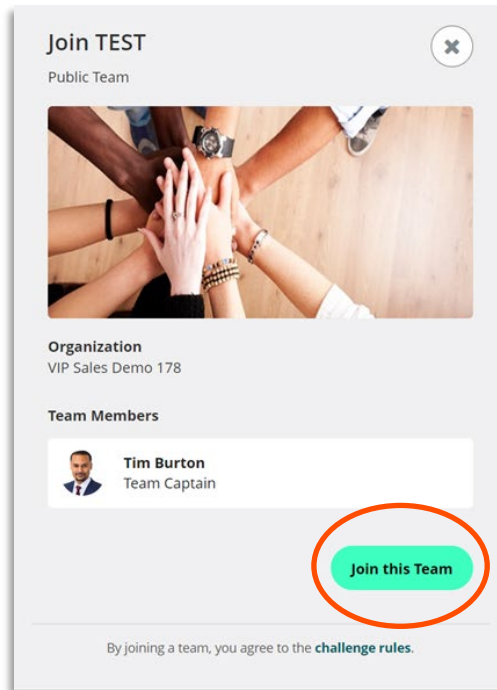 Join TEST
Public Team
Organization
VIP Sales Demo 178
Team Members
Tim Burton
Team Captain
Join this Team
By joining a team, you agree to the challenge rules.